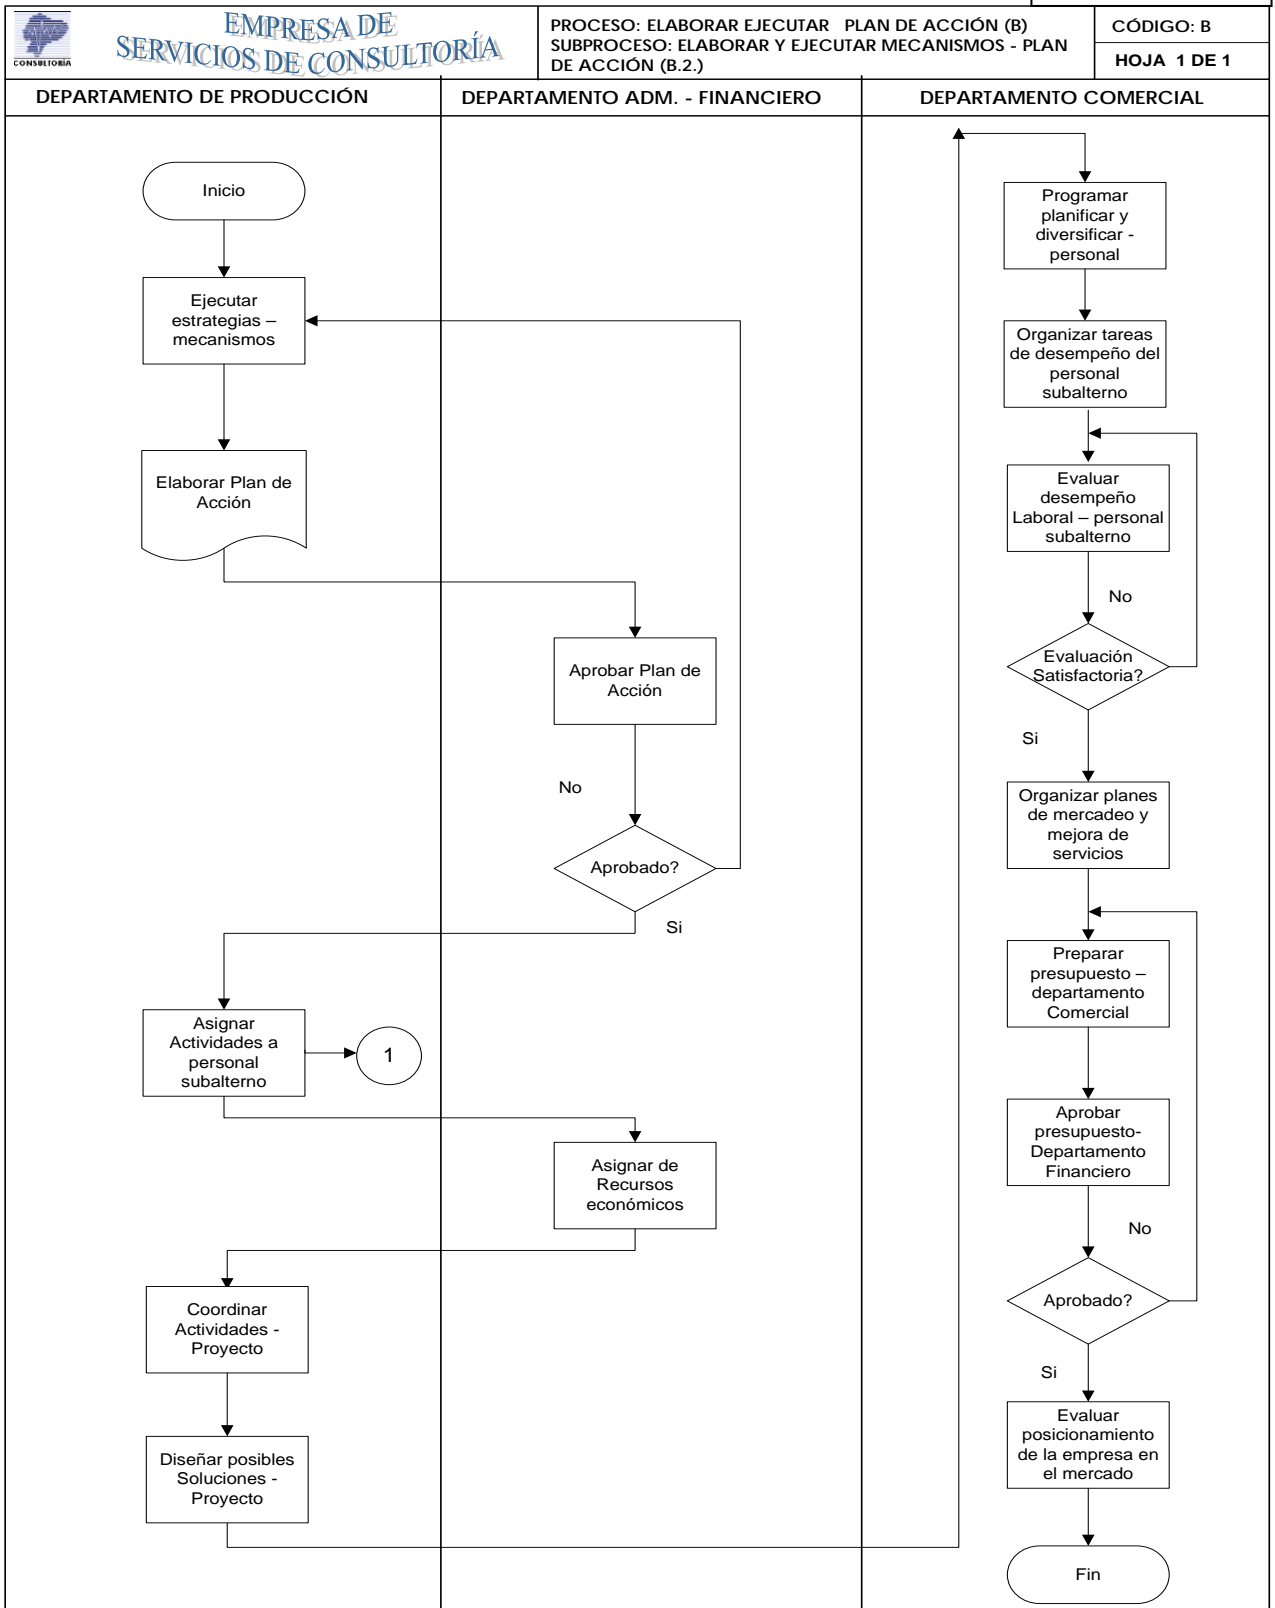 CONSULTORIA
EMPRESA DE
SERVICIOS DE CONSULTORÍA
PROCESO: ELABORAR EJECUTAR PLAN DE ACCIÓN (B)
SUBPROCESO: ELABORAR Y EJECUTAR MECANISMOS - PLAN
DE ACCIÓN (B.2.)
CÓDIGO: B
HOJA 1 DE 1
DEPARTAMENTO DE PRODUCCIÓN
DEPARTAMENTO ADM. - FINANCIERO
DEPARTAMENTO COMERCIAL
Inicio
Ejecutar
estrategias –
mecanismos
Elaborar Plan de
Acción
Aprobar Plan de
Acción
No
Aprobado?
Si
Asignar
Actividades a
personal
subalterno
1
Asignar de
Recursos
económicos
Coordinar
Actividades -
Proyecto
Diseñar posibles
Soluciones -
Proyecto
Programar
planificar y
diversificar -
personal
Organizar tareas
de desempeño del
personal
subalterno
Evaluar
desempeño
Laboral – personal
subalterno
No
Evaluación
Satisfactoria?
Si
Organizar planes
de mercadeo y
mejora de
servicios
Preparar
presupuesto –
departamento
Comercial
Aprobar
presupuesto-
Departamento
Financiero
No
Aprobado?
Si
Evaluar
posicionamiento
de la empresa en
el mercado
Fin